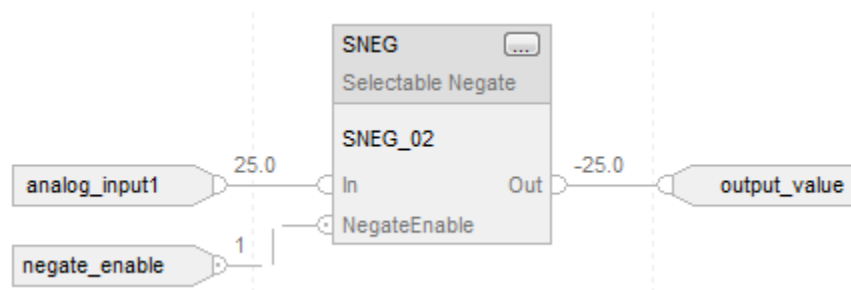 SNEG
...
Selectable Negate
SNEG_02
25.0
-25.0
analog_input1
In
Out
output_value
1
NegateEnable
negate_enable